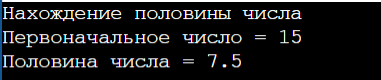 Нахождение половины числа
Первоначальное число = 15
Половина числа = 7.5